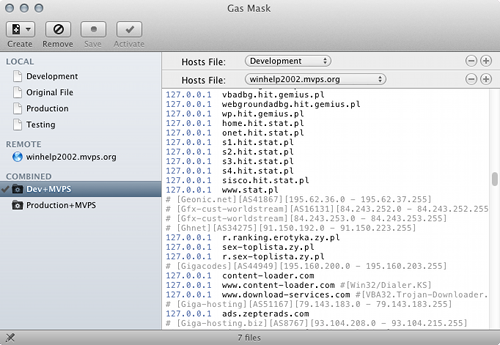 Gas Mask
Create Remove Save Activate
LOCAL
Development
Original File
Production
Testing
REMOTE
winhelp2002.mvps.org
COMBINED
Dev+MVPS
Production+MVPS
Hosts File: Development
Hosts File: winhelp2002.mvps.org
127.0.0.1 vbadbg.hit.gemius.pl
127.0.0.1 webgroundadbg.hit.gemius.pl
127.0.0.1 wp.hit.gemius.pl
127.0.0.1 home.hit.stat.pl
127.0.0.1 onet.hit.stat.pl
127.0.0.1 s1.hit.stat.pl
127.0.0.1 s2.hit.stat.pl
127.0.0.1 s3.hit.stat.pl
127.0.0.1 s4.hit.stat.pl
127.0.0.1 sisco.hit.stat.pl
127.0.0.1 www.stat.pl
# [Geonic.net][AS41867][195.62.36.0 - 195.62.37.255]
# [Gfx-cust-worldstream][AS16131][84.243.252.0 - 84.243.252.255
# [Gfx-cust-worldstream][84.243.253.0 - 84.243.253.255]
# [Ghnet][AS34275][91.150.192.0 - 91.150.223.255]
127.0.0.1 r.ranking.erotyka.zy.pl
127.0.0.1 sex-toplista.zy.pl
127.0.0.1 r.sex-toplista.zy.pl
# [Gigacodes][AS44949][195.160.200.0 - 195.160.203.255]
127.0.0.1 content-loader.com
127.0.0.1 www.content-loader.com #[Win32/Dialer.KS]
127.0.0.1 www.download-services.com #[VBA32.Trojan-Downloader.
# [Giga-hosting][AS51167][79.143.183.0 - 79.143.183.255]
127.0.0.1 ads.zepterads.com
# [Giga-hosting.biz][AS8767][93.104.208.0 - 93.104.215.255]
7 files